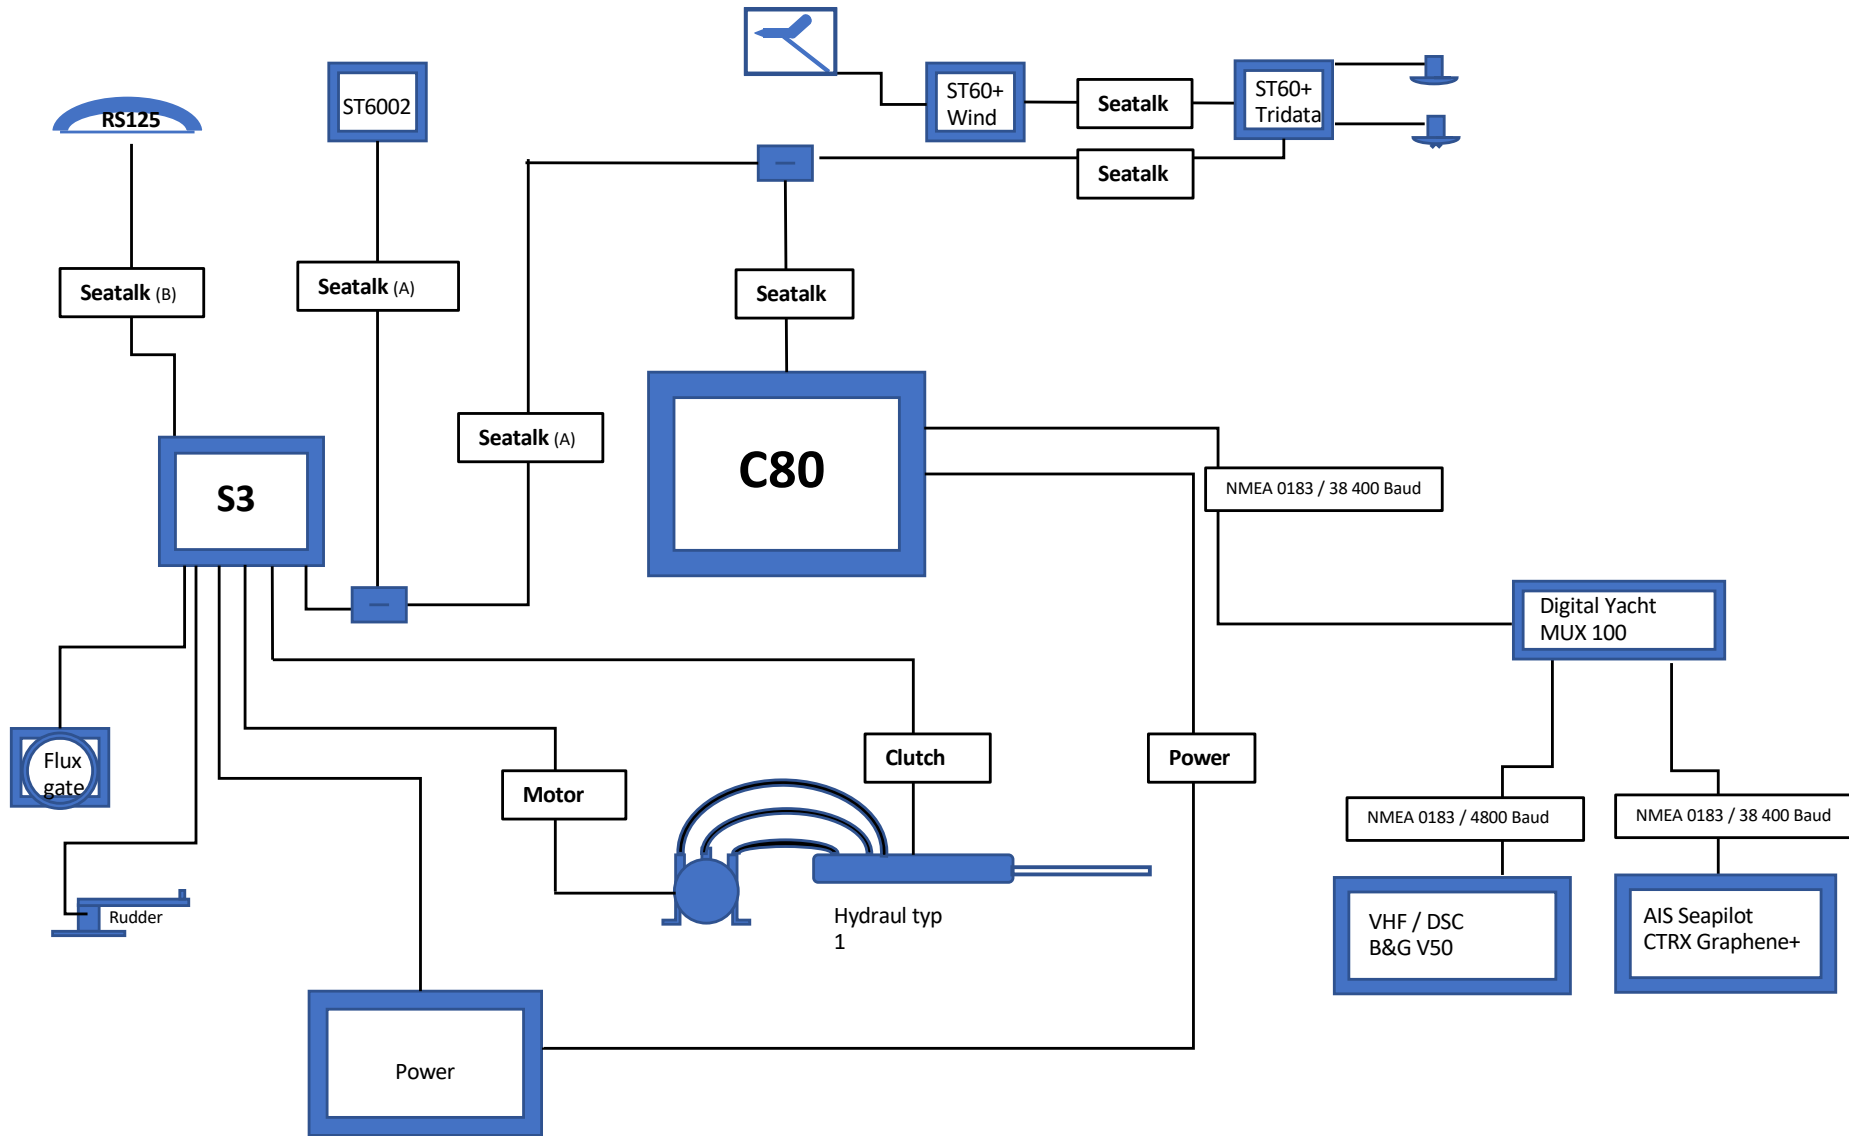 ST60+
Wind
Seatalk
ST60+
Tridata
RS125
ST6002
Seatalk
Seatalk (B)
Seatalk (A)
Seatalk
Seatalk (A)
C80
S3
NMEA 0183 / 38 400 Baud
Digital Yacht
MUX 100
Flux
gate
Clutch
Power
Motor
NMEA 0183 / 4800 Baud
NMEA 0183 / 38 400 Baud
Rudder
Hydraul typ
1
VHF / DSC
B&G V50
AIS Seapilot
CTRX Graphene+
Power